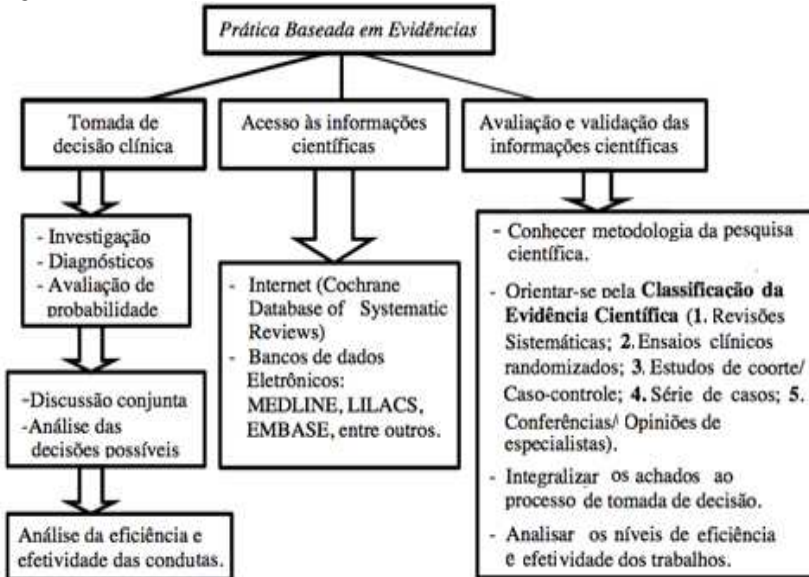 Prática Baseada em Evidências
Tomada de
decisão clínica
Acesso às informações
científicas
Avaliação e validação das
informações científicas
- Investigação
- Diagnósticos
- Avaliação de
probabilidade
-Discussão conjunta
-Análise das
decisões possíveis
Análise da eficiência e
efetividade das condutas.
- Internet (Cochrane
Database of Systematic
Reviews)
- Bancos de dados
Eletrônicos:
MEDLINE, LILACS,
EMBASE, entre outros.
- Conhecer metodologia da pesquisa
científica.
- Orientar-se pela Classificação da
Evidência Científica (1. Revisões
Sistemáticas; 2. Ensaios clínicos
randomizados; 3. Estudos de coorte/
Caso-controle; 4. Série de casos; 5.
Conferências/ Opiniões de
especialistas).
- Integralizar os achados ao
processo de tomada de decisão.
- Analisar os níveis de eficiência
e efetividade dos trabalhos.